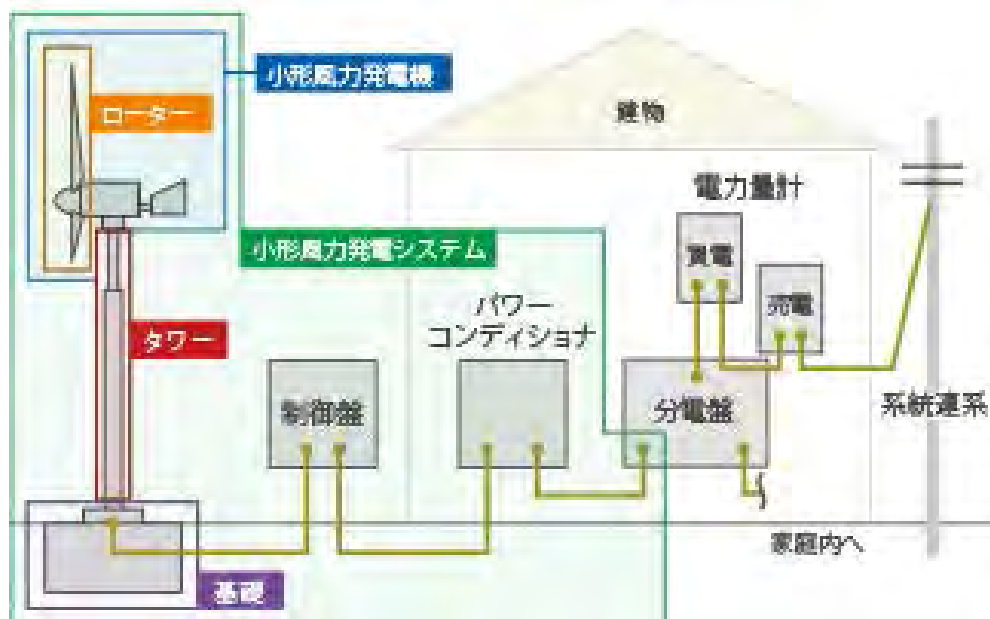 小形風力発電機
ローター
建物
電力量計
買電
売電
小形風力発電システム
パワー
コンディショナ
タワー
制御盤
分電盤
系統連系
家庭内へ
基礎